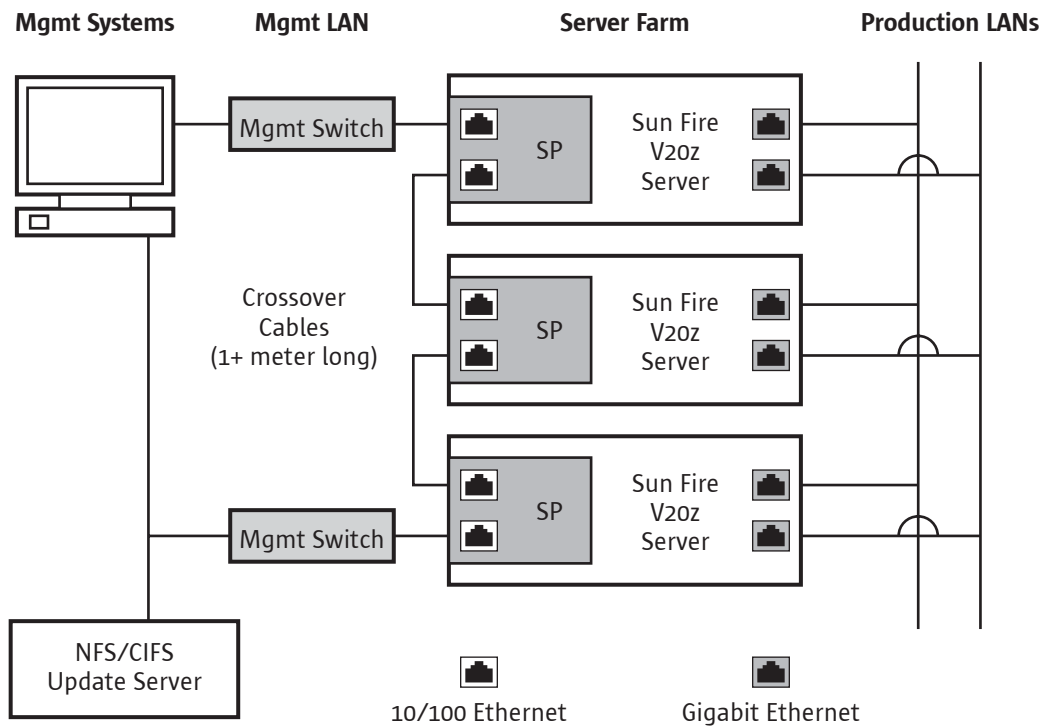 Mgmt Systems
Mgmt LAN
Server Farm
Production LANs
Mgmt Switch
SP
Sun Fire
V20z
Server
Crossover
Cables
(1+ meter long)
SP
Sun Fire
V20z
Server
Mgmt Switch
SP
Sun Fire
V20z
Server
NFS/CIFS
Update Server
10/100 Ethernet
Gigabit Ethernet